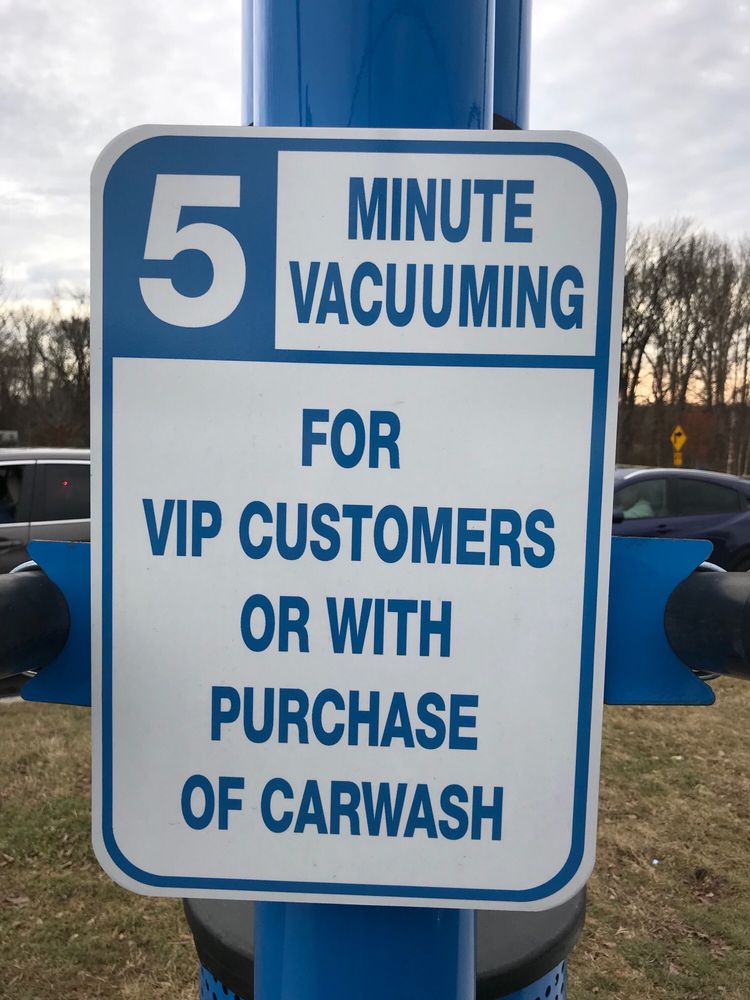 5 MINUTE
VACUUMING
FOR
VIP CUSTOMERS
OR WITH
PURCHASE
OF CARWASH